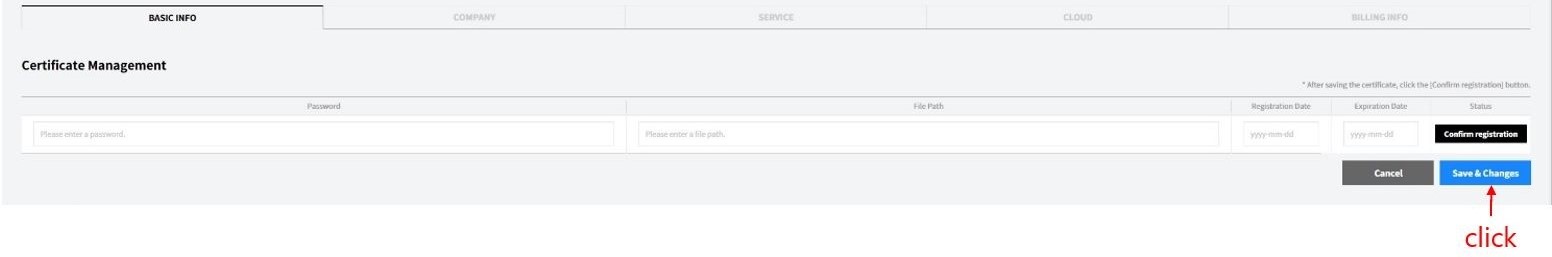 BASIC INFO COMPANY SERVICE CLOUD BILLING INFO
Certificate Management
* After saving the certificate, click the [Confirm registration] button.
Password File Path Registration Date Expiration Date Status
Please enter a password. Please enter a file path. yyyy-mm-dd yyyy-mm-dd Confirm registration
Cancel Save & Changes
click